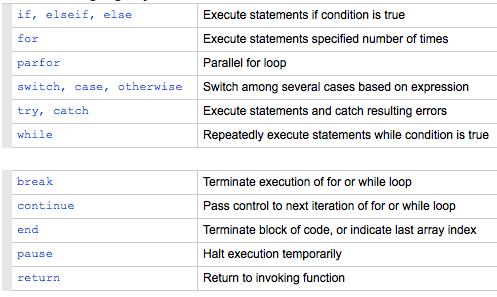 if, elseif, else Execute statements if condition is true
for Execute statements specified number of times
parfor Parallel for loop
switch, case, otherwise Switch among several cases based on expression
try, catch Execute statements and catch resulting errors
while Repeatedly execute statements while condition is true
break Terminate execution of for or while loop
continue Pass control to next iteration of for or while loop
end Terminate block of code, or indicate last array index
pause Halt execution temporarily
return Return to invoking function